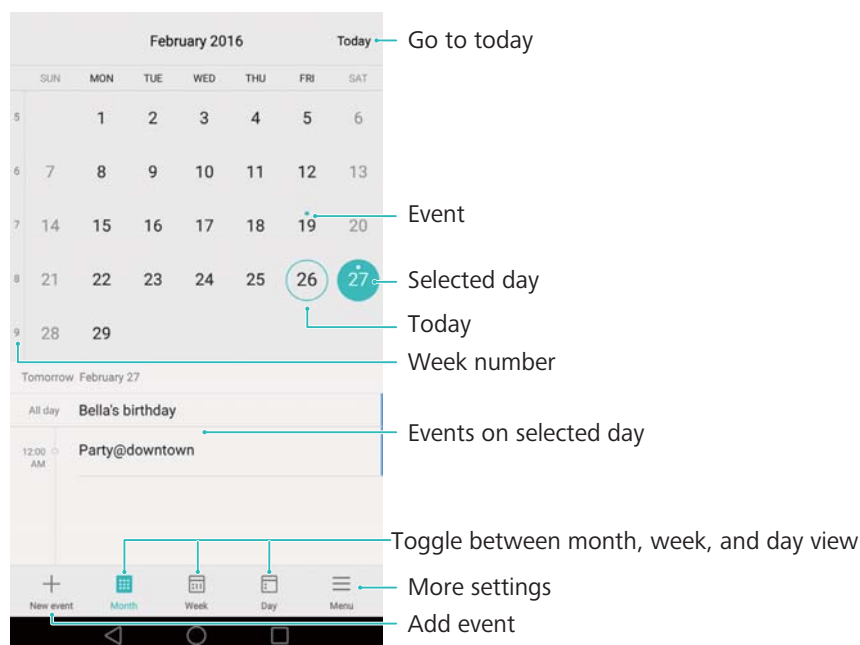 February 2016 Today Go to today
SUN MON TUE WED THU FRI SAT
5 1 2 3 4 5 6
6 7 8 9 10 11 12 13
7 14 15 16 17 18 19 20
Event
8 21 22 23 24 25 26 27
Selected day
Today
9 28 29
Week number
Tomorrow February 27
All day Bella's birthday
Events on selected day
12:00 AM Party@downtown
Toggle between month, week, and day view
More settings
New event Month Week Day Menu
Add event